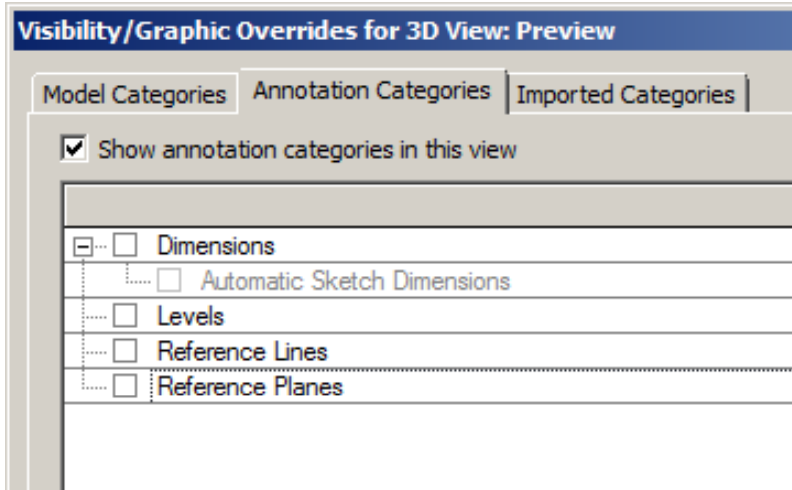 Visibility/Graphic Overrides for 3D View: Preview
Model Categories Annotation Categories Imported Categories
Show annotation categories in this view
Dimensions
Automatic Sketch Dimensions
Levels
Reference Lines
Reference Planes